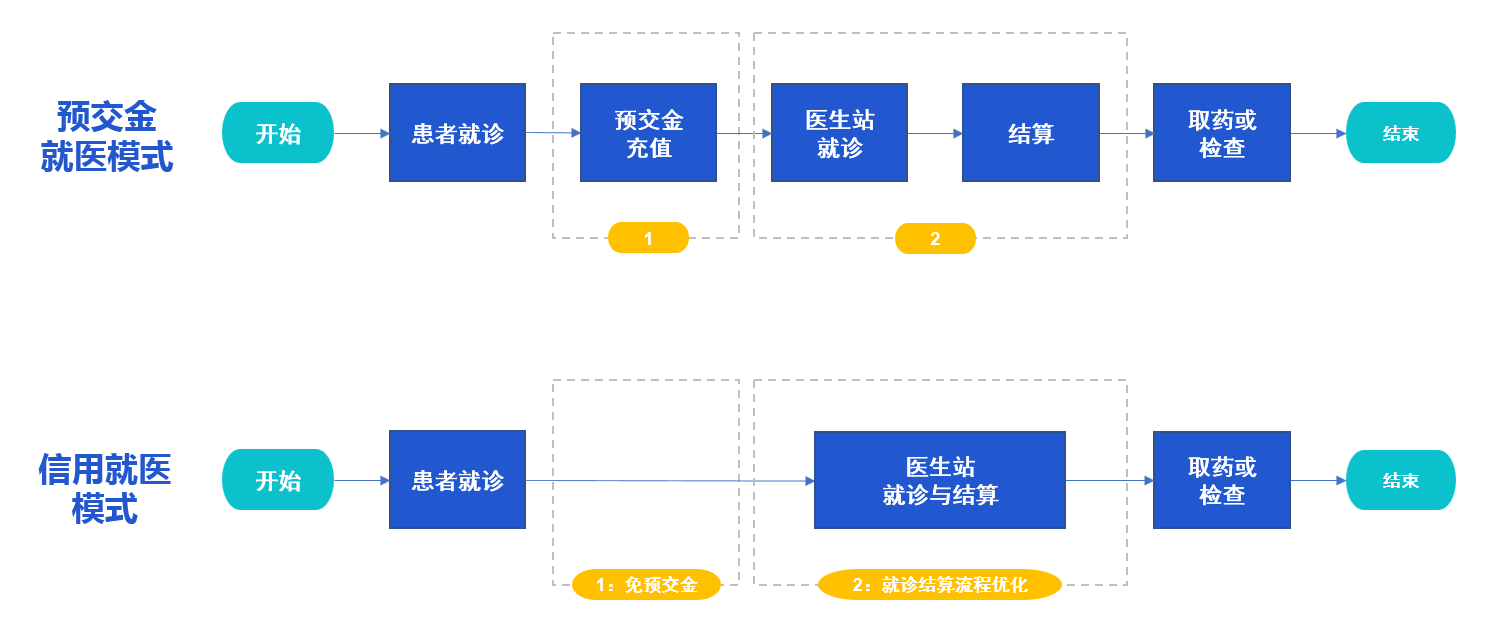 预交金
就医模式
开始
患者就诊
预交金
充值
医生站
就诊
结算
取药或
检查
结束
1
2
信用就医
模式
开始
患者就诊
医生站
就诊与结算
取药或
检查
结束
1：免预交金
2：就诊结算流程优化